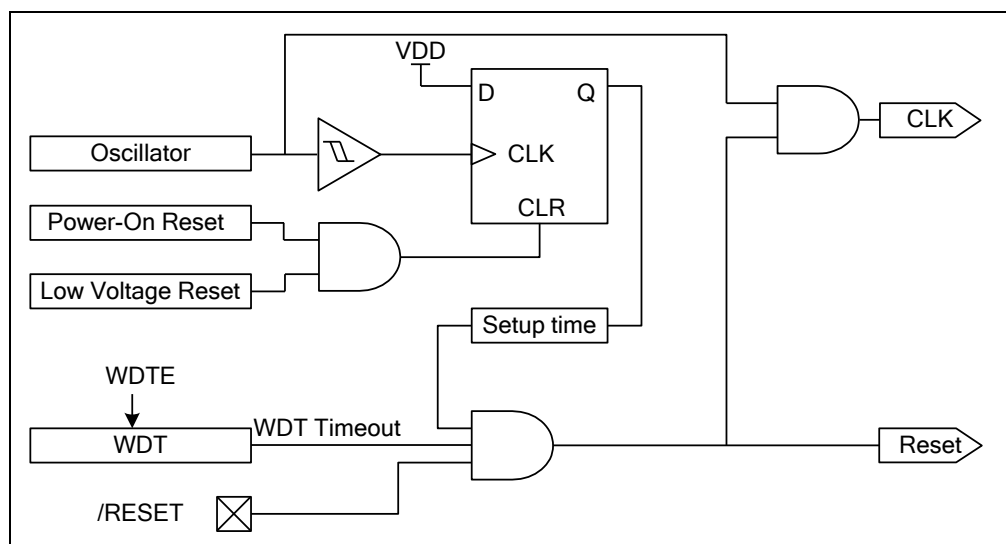 VDD
D
Q
CLK
Oscillator
CLK
Power-On Reset
CLR
Low Voltage Reset
Setup time
WDTE
WDT Timeout
WDT
Reset
/RESET